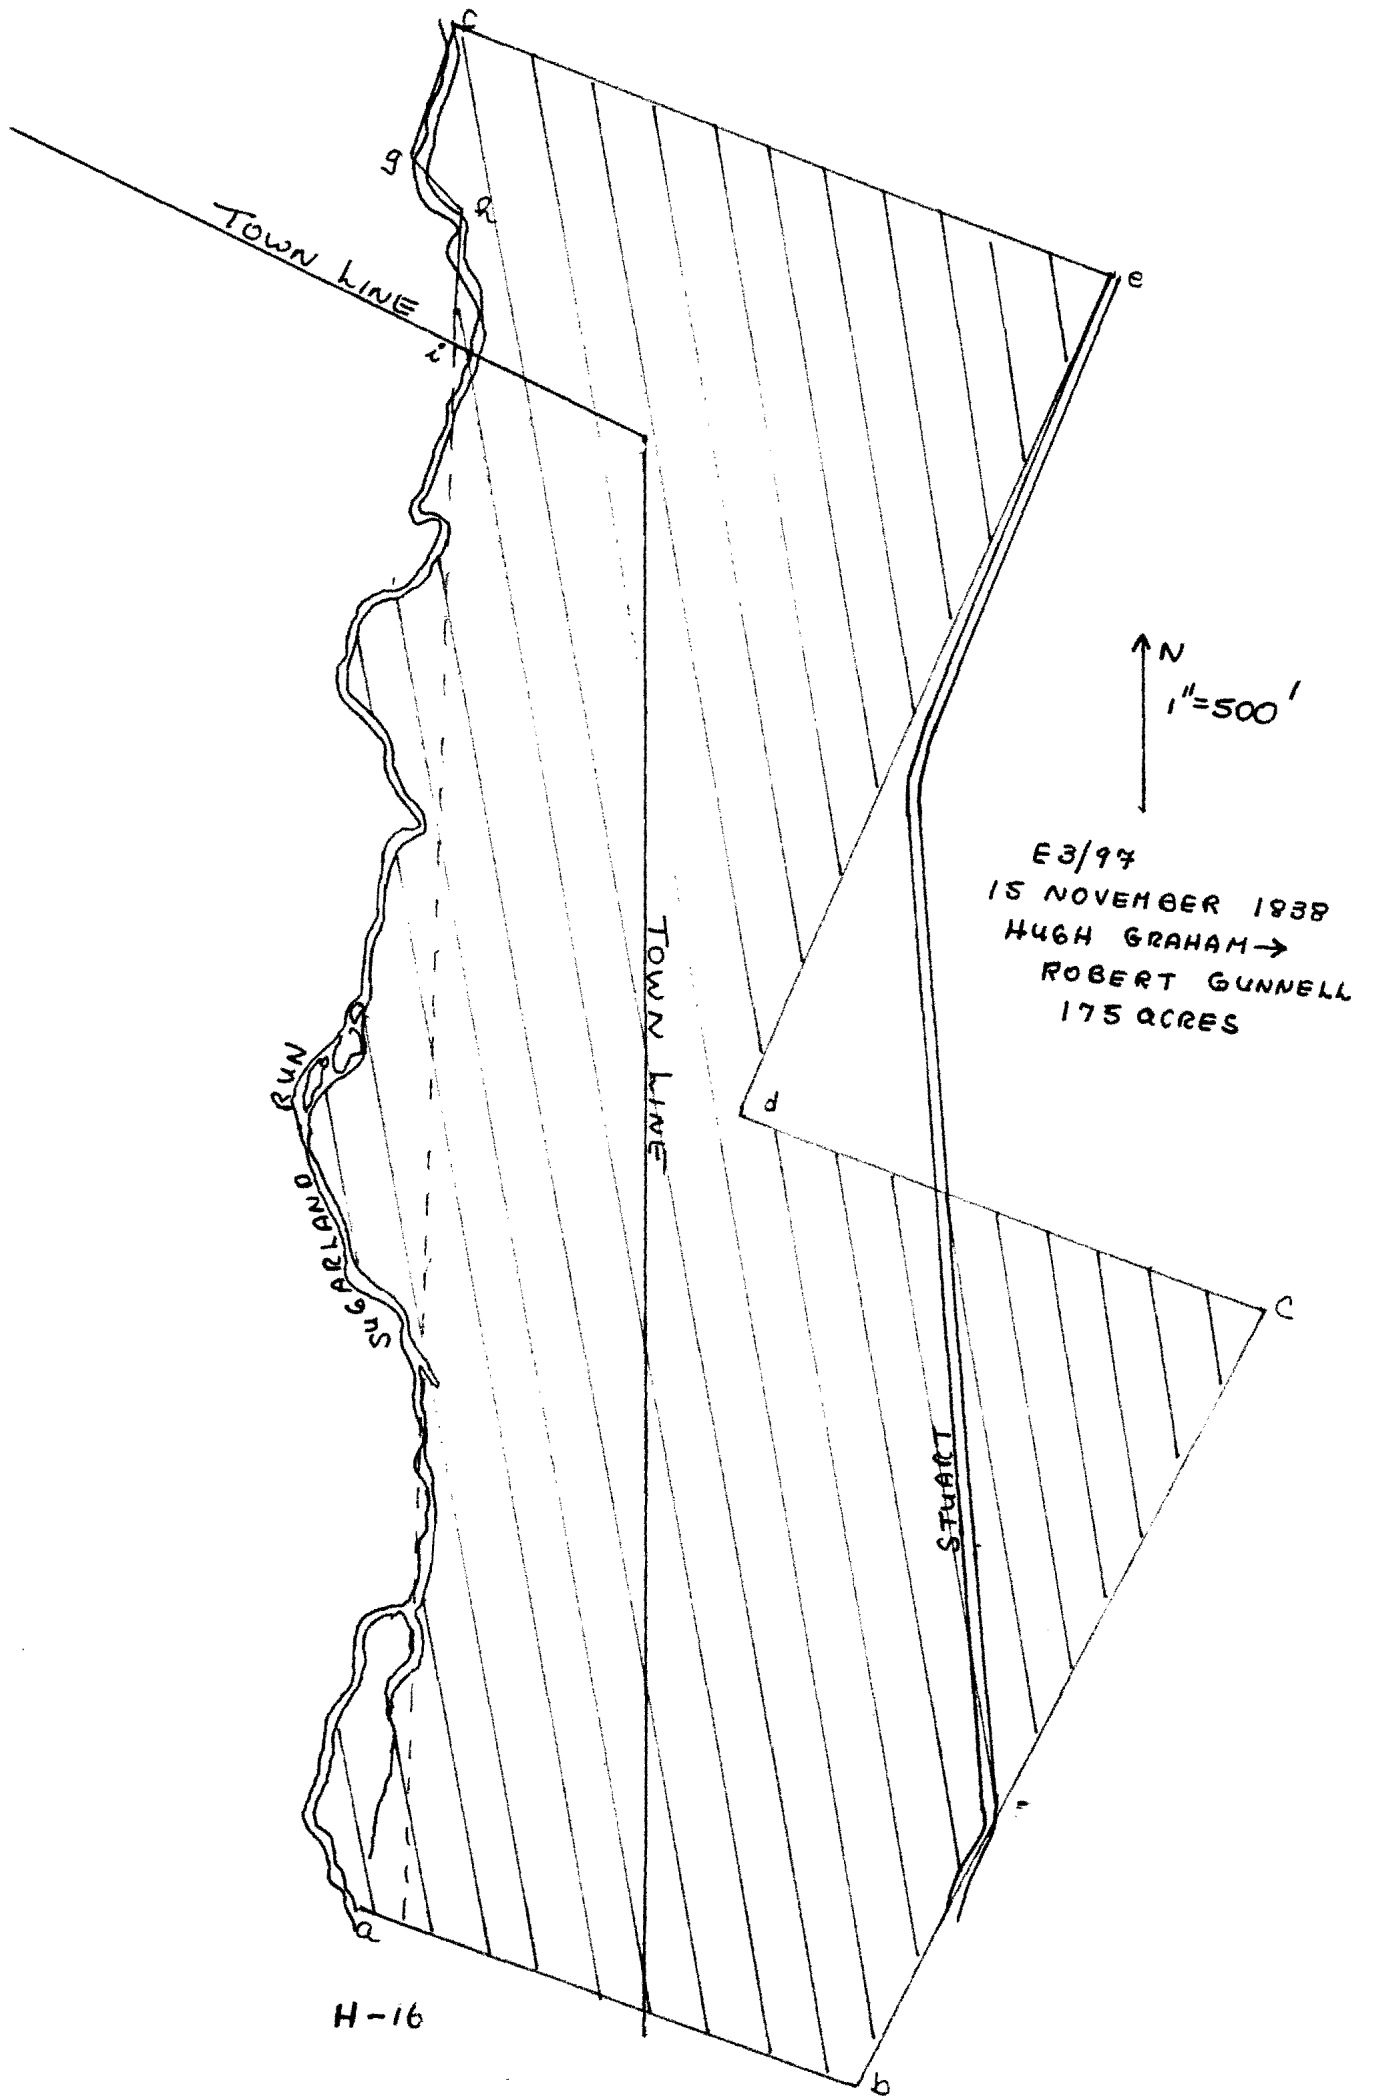 f
g
h
TOWN LINE
i
e
N
1"=500'
E3/97
15 NOVEMBER 1838
HUGH GRAHAM→
ROBERT GUNNELL
175 ACRES
TOWN LINE
RUN
d
SUGARLAND
C
STUART
a
H-16
b